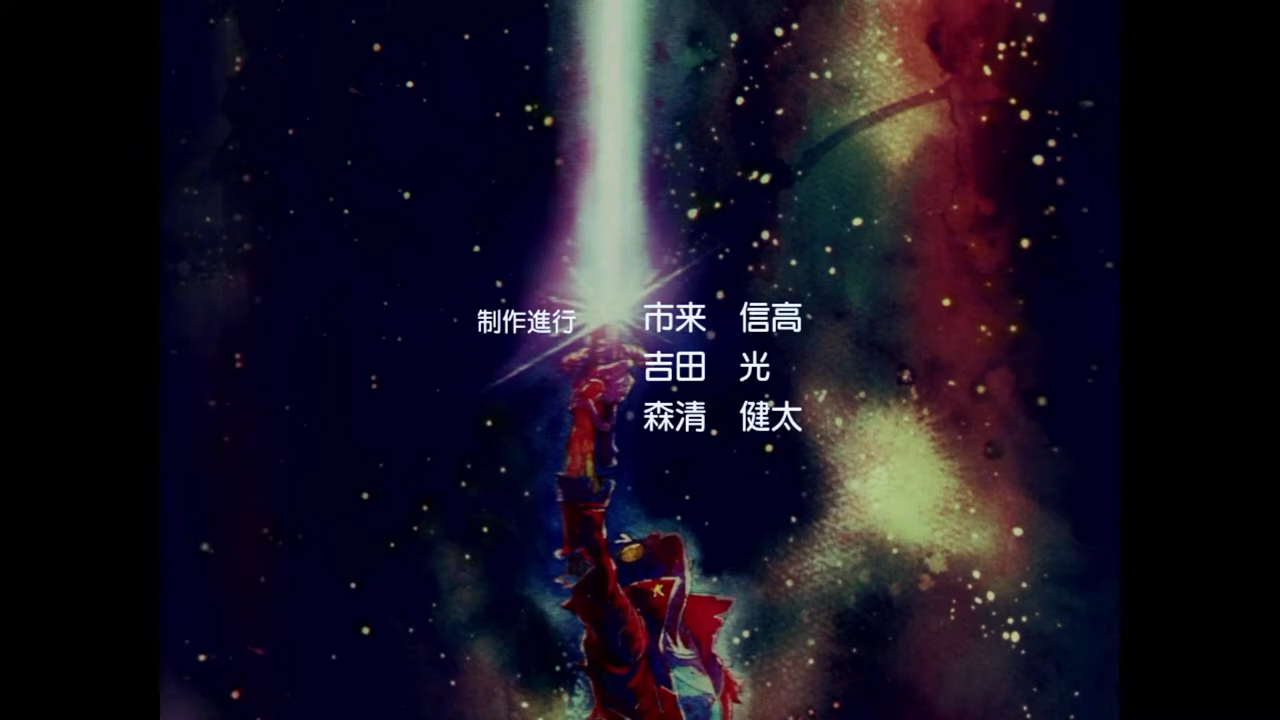 制作進行　市来　信高
吉田　光
森清　健太